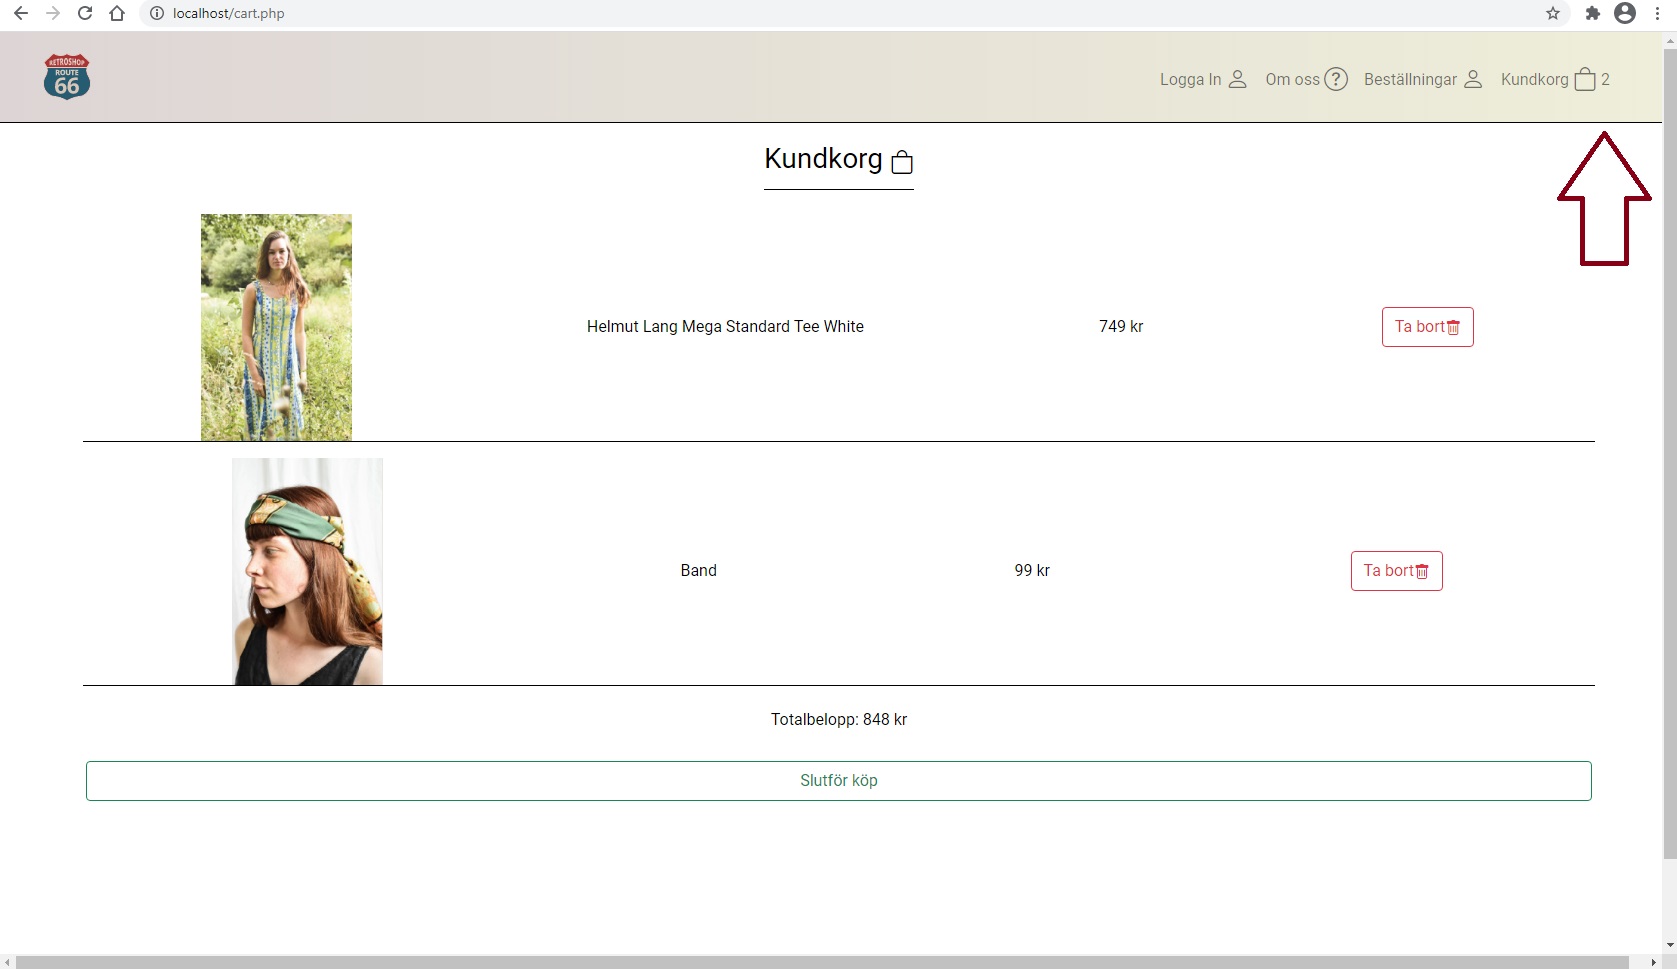 localhost/cart.php
RETROSHOP
ROUTE
66
Logga In Om oss ? Beställningar Kundkorg 2
Kundkorg
Helmut Lang Mega Standard Tee White 749 kr Ta bort
Band 99 kr Ta bort
Totalbelopp: 848 kr
Slutför köp